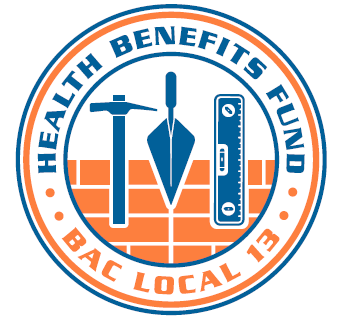 HEALTH BENEFITS FUND
BAC LOCAL 13